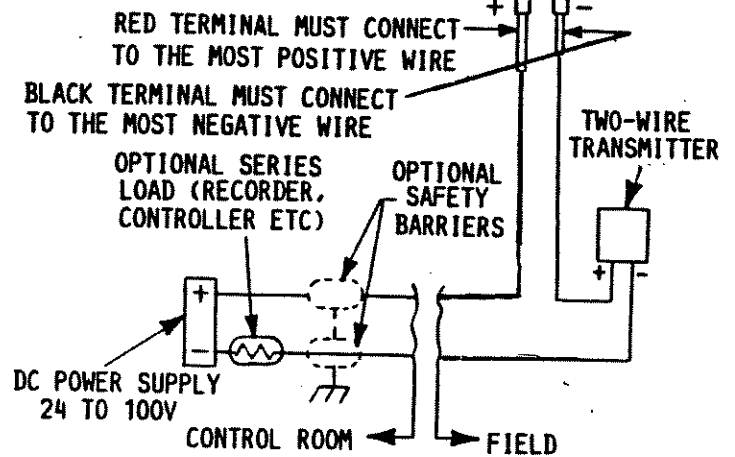 + −
RED TERMINAL MUST CONNECT
TO THE MOST POSITIVE WIRE
BLACK TERMINAL MUST CONNECT
TO THE MOST NEGATIVE WIRE
TWO-WIRE
TRANSMITTER
OPTIONAL SERIES
LOAD (RECORDER,
CONTROLLER ETC)
OPTIONAL
SAFETY
BARRIERS
+ −
+
−
DC POWER SUPPLY
24 TO 100V
CONTROL ROOM
FIELD